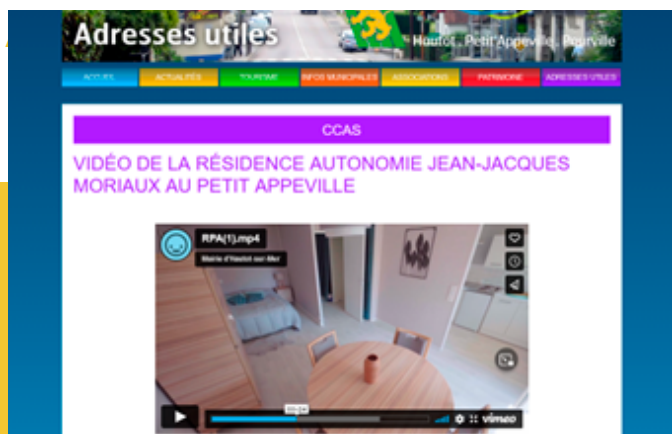 Adresses utiles
Hautot . Petit Appeville . Pourville
ACCUEIL ACTUALITÉS TOURISME INFOS MUNICIPALES ASSOCIATIONS PATRIMOINE ADRESSES UTILES
CCAS
VIDÉO DE LA RÉSIDENCE AUTONOMIE JEAN-JACQUES
MORIAUX AU PETIT APPEVILLE
RPA(1).mp4
Mairie d'Hautot sur Mer
vimeo